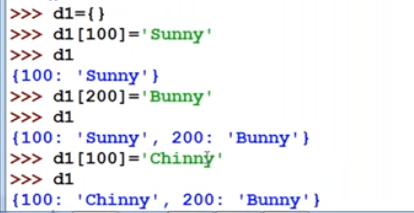 >>> d1={}
>>> d1[100]='Sunny'
>>> d1
{100: 'Sunny'}
>>> d1[200]='Bunny'
>>> d1
{100: 'Sunny', 200: 'Bunny'}
>>> d1[100]='Chinny'
>>> d1
{100: 'Chinny', 200: 'Bunny'}